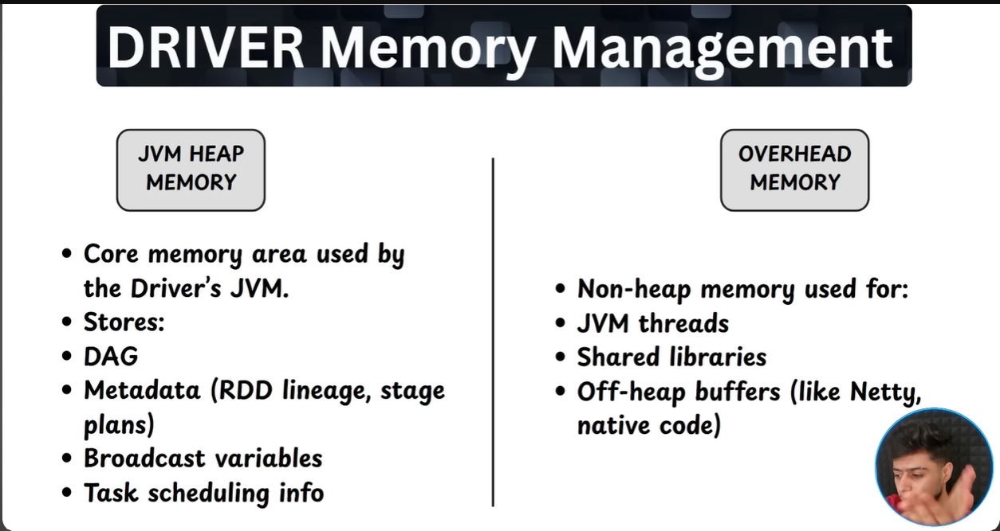 DRIVER Memory Management
JVM HEAP
MEMORY
• Core memory area used by
the Driver's JVM.
• Stores:
• DAG
• Metadata (RDD lineage, stage
plans)
• Broadcast variables
• Task scheduling info
OVERHEAD
MEMORY
• Non-heap memory used for:
• JVM threads
• Shared libraries
• Off-heap buffers (like Netty,
native code)